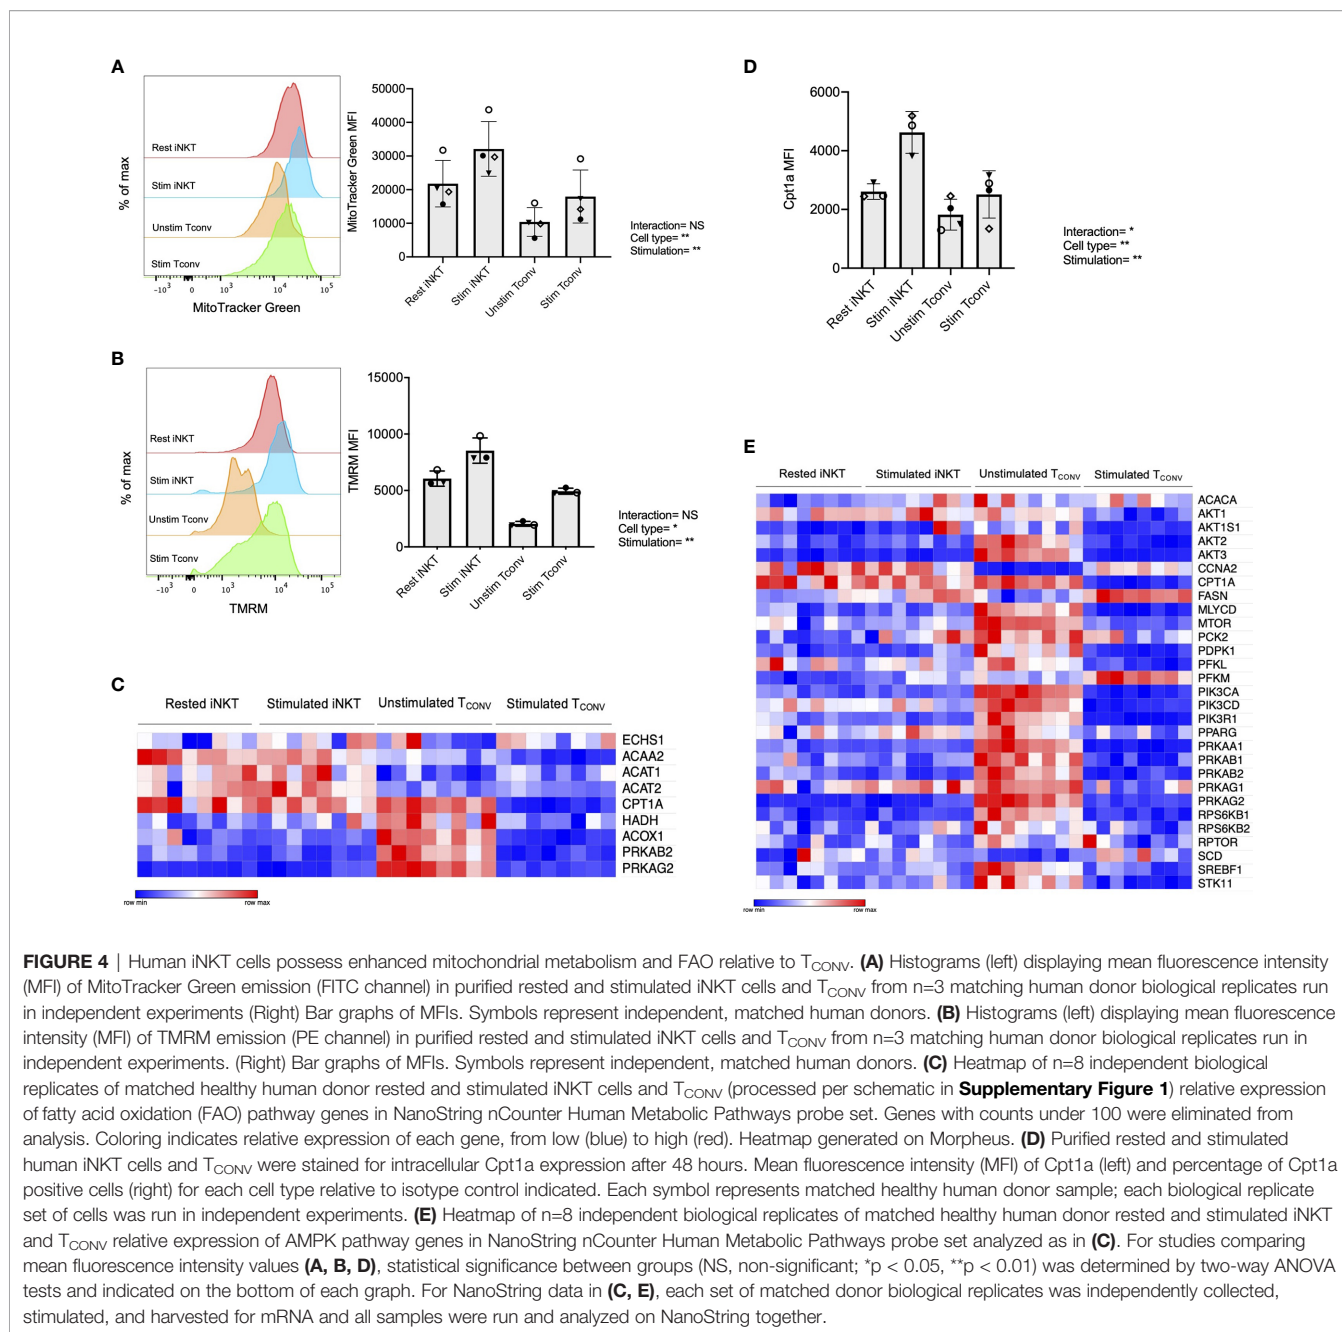 A
% of max
Rest iNKT
Stim iNKT
Unstim Tconv
Stim Tconv
-10³ 0 10³ 10⁴ 10⁵
MitoTracker Green
MitoTracker Green MFI
50000
40000
30000
20000
10000
0
Rest iNKT
Stim iNKT
Unstim Tconv
Stim Tconv
Interaction= NS
Cell type= **
Stimulation= **
D
Cpt1a MFI
6000
4000
2000
0
Rest iNKT
Stim iNKT
Unstim Tconv
Stim Tconv
Interaction= *
Cell type= **
Stimulation= **
B
% of max
Rest iNKT
Stim iNKT
Unstim Tconv
Stim Tconv
-10³ 0 10³ 10⁴ 10⁵
TMRM
TMRM MFI
15000
10000
5000
0
Rest iNKT
Stim iNKT
Unstim Tconv
Stim Tconv
Interaction= NS
Cell type= *
Stimulation= **
C
Rested iNKT Stimulated iNKT Unstimulated TCONV Stimulated TCONV
ECHS1
ACAA2
ACAT1
ACAT2
CPT1A
HADH
ACOX1
PRKAB2
PRKAG2
row min row max
E
Rested iNKT Stimulated iNKT Unstimulated TCONV Stimulated TCONV
ACACA
AKT1
AKT1S1
AKT2
AKT3
CCNA2
CPT1A
FASN
MLYCD
MTOR
PCK2
PDPK1
PFKL
PFKM
PIK3CA
PIK3CD
PIK3R1
PPARG
PRKAA1
PRKAB1
PRKAB2
PRKAG1
PRKAG2
RPS6KB1
RPS6KB2
RPTOR
SCD
SREBF1
STK11
row min row max
FIGURE 4 | Human iNKT cells possess enhanced mitochondrial metabolism and FAO relative to TCONV. (A) Histograms (left) displaying mean fluorescence intensity
(MFI) of MitoTracker Green emission (FITC channel) in purified rested and stimulated iNKT cells and TCONV from n=3 matching human donor biological replicates run
in independent experiments (Right) Bar graphs of MFIs. Symbols represent independent, matched human donors. (B) Histograms (left) displaying mean fluorescence
intensity (MFI) of TMRM emission (PE channel) in purified rested and stimulated iNKT cells and TCONV from n=3 matching human donor biological replicates run in
independent experiments. (Right) Bar graphs of MFIs. Symbols represent independent, matched human donors. (C) Heatmap of n=8 independent biological
replicates of matched healthy human donor rested and stimulated iNKT cells and TCONV (processed per schematic in Supplementary Figure 1) relative expression
of fatty acid oxidation (FAO) pathway genes in NanoString nCounter Human Metabolic Pathways probe set. Genes with counts under 100 were eliminated from
analysis. Coloring indicates relative expression of each gene, from low (blue) to high (red). Heatmap generated on Morpheus. (D) Purified rested and stimulated
human iNKT cells and TCONV were stained for intracellular Cpt1a expression after 48 hours. Mean fluorescence intensity (MFI) of Cpt1a (left) and percentage of Cpt1a
positive cells (right) for each cell type relative to isotype control indicated. Each symbol represents matched healthy human donor sample; each biological replicate
set of cells was run in independent experiments. (E) Heatmap of n=8 independent biological replicates of matched healthy human donor rested and stimulated iNKT
and TCONV relative expression of AMPK pathway genes in NanoString nCounter Human Metabolic Pathways probe set analyzed as in (C). For studies comparing
mean fluorescence intensity values (A, B, D), statistical significance between groups (NS, non-significant; *p < 0.05, **p < 0.01) was determined by two-way ANOVA
tests and indicated on the bottom of each graph. For NanoString data in (C, E), each set of matched donor biological replicates was independently collected,
stimulated, and harvested for mRNA and all samples were run and analyzed on NanoString together.